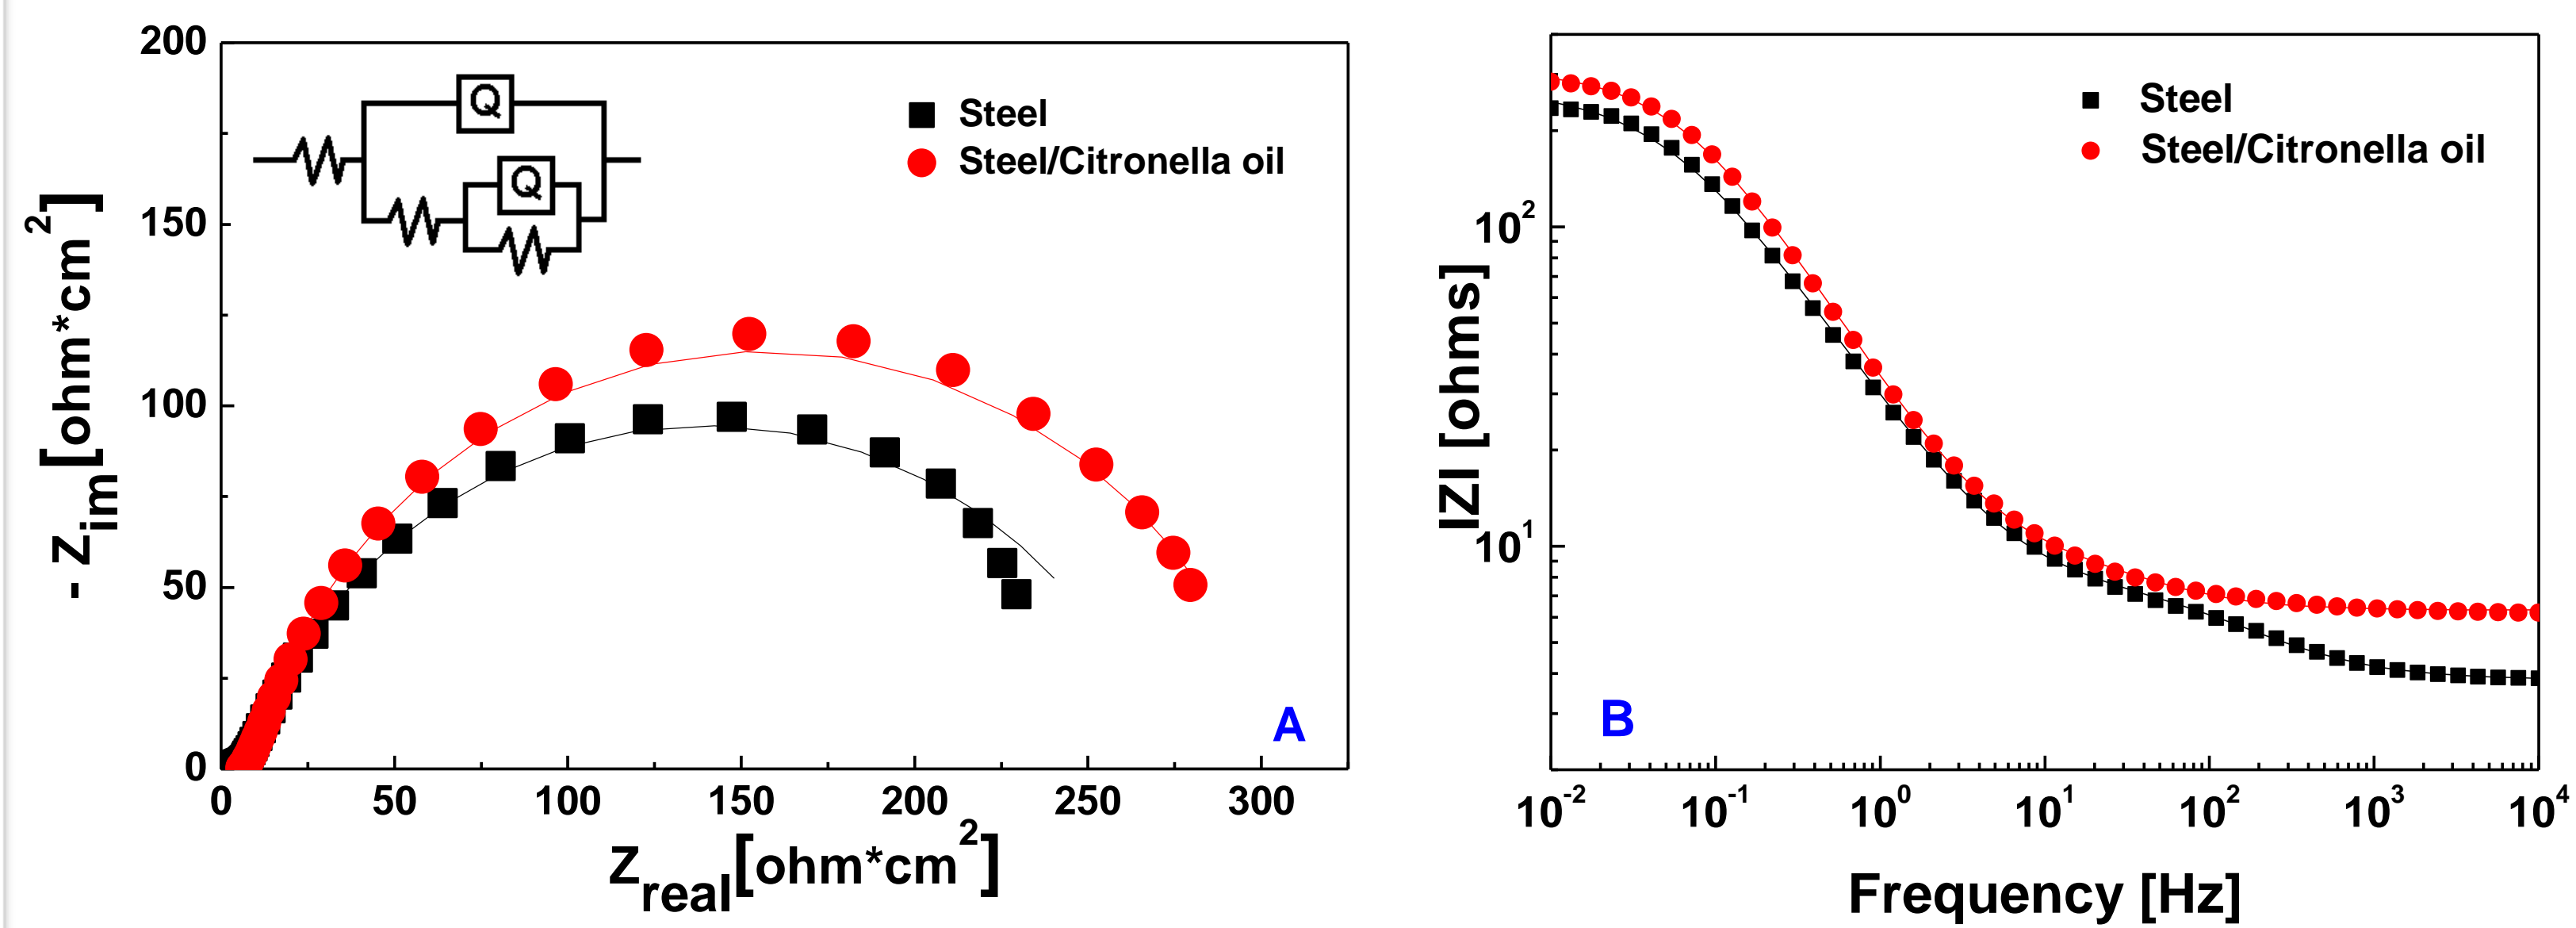 200
150
100
50
0
- Z_im [ohm*cm^2]
Q
Q
Steel
Steel/Citronella oil
A
0 50 100 150 200 250 300
Z_real [ohm*cm^2]
10^2
10^1
IZI [ohms]
Steel
Steel/Citronella oil
B
10^-2 10^-1 10^0 10^1 10^2 10^3 10^4
Frequency [Hz]